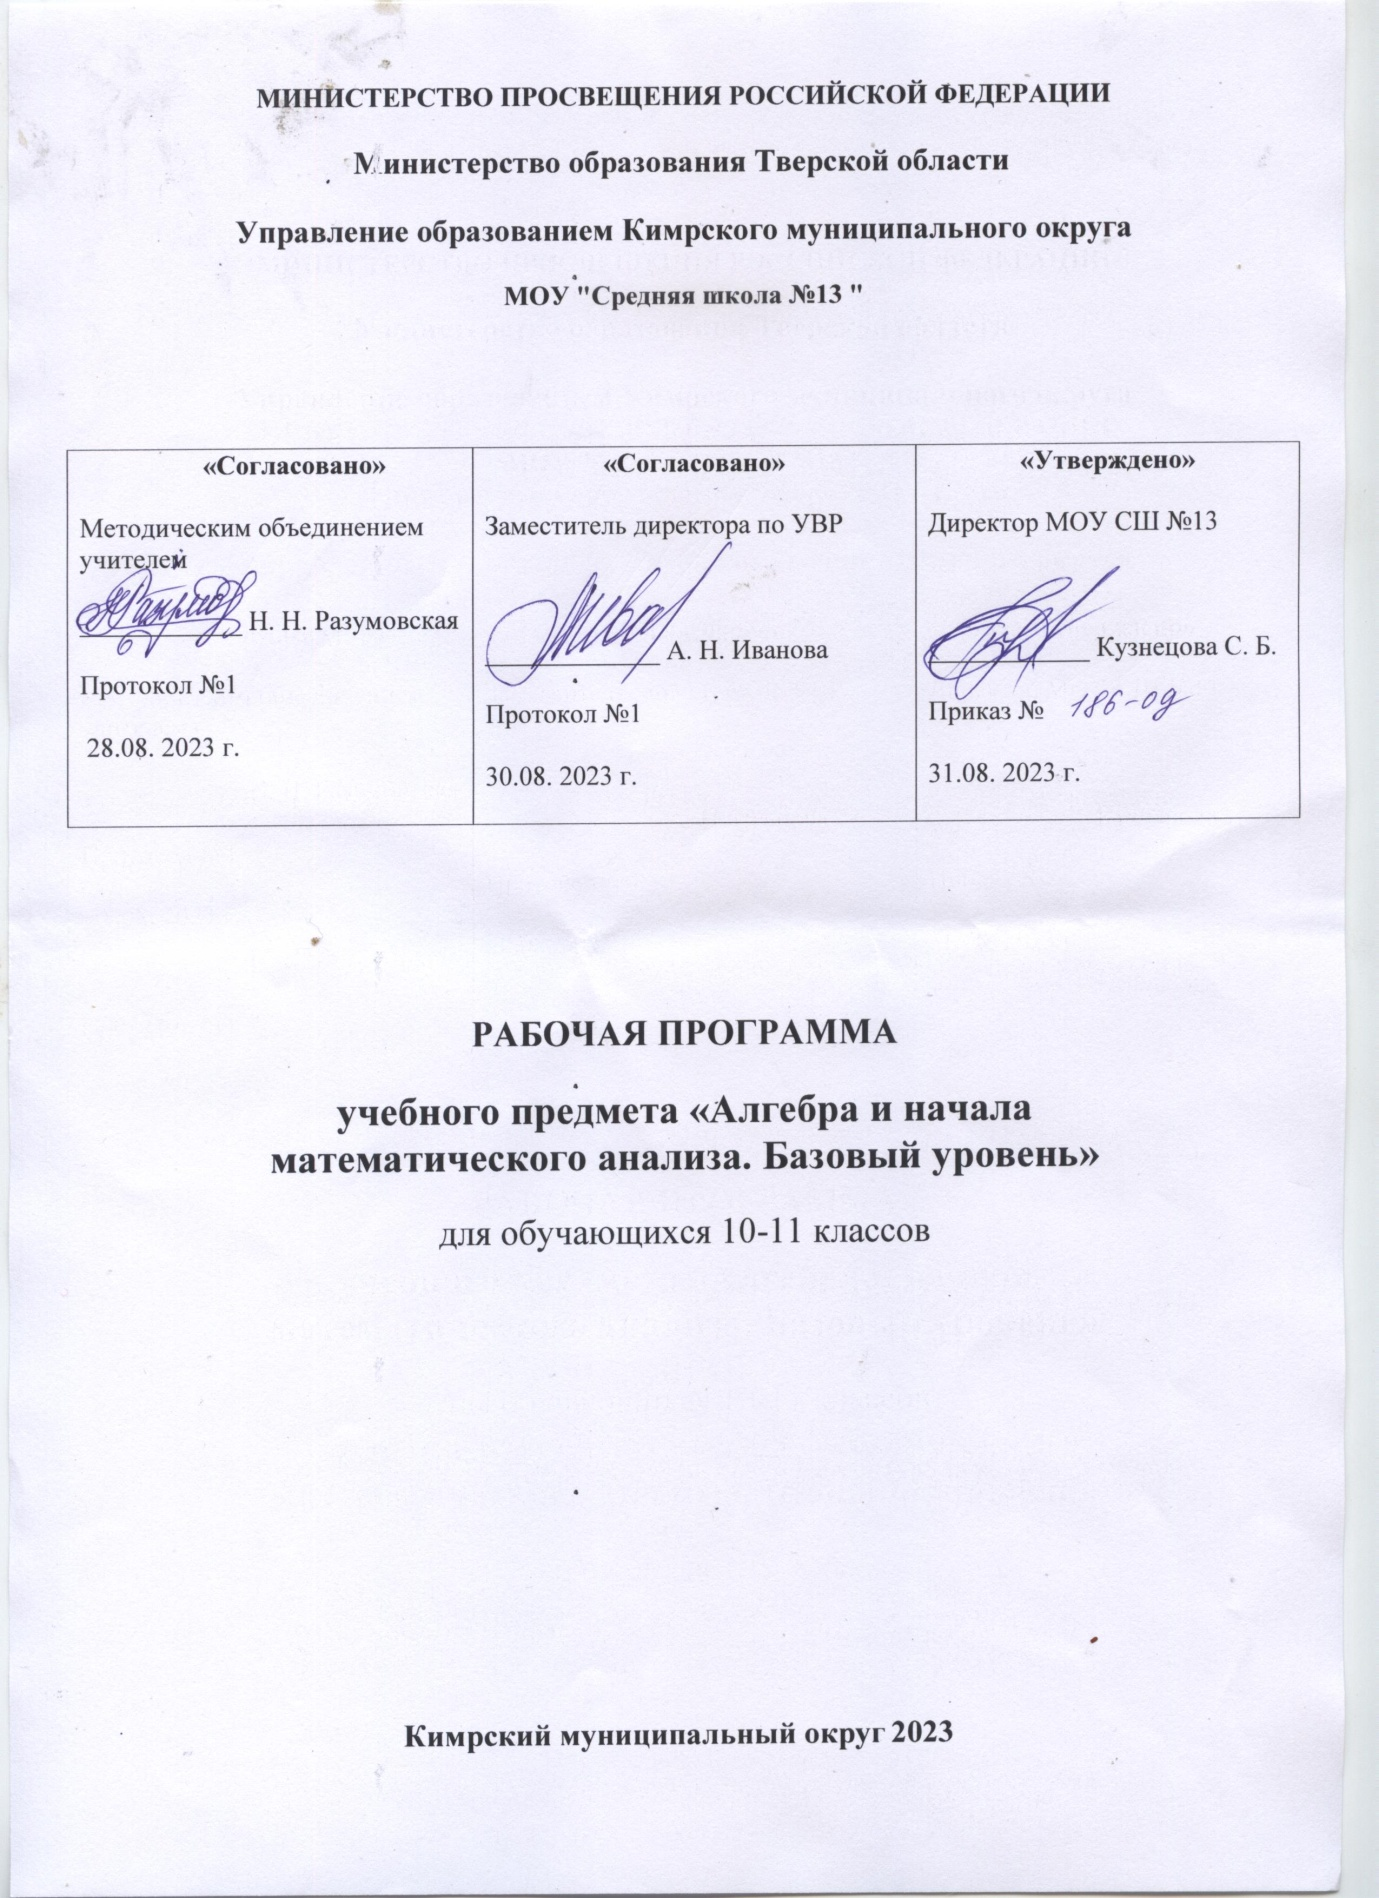 МИНИСТЕРСТВО ПРОСВЕЩЕНИЯ РОССИЙСКОЙ ФЕДЕРАЦИИ
Министерство образования Тверской области
Управление образованием Кимрского муниципального округа
МОУ "Средняя школа №13 "
«Согласовано»
Методическим объединением
учителей
Н. Н. Разумовская
Протокол №1
28.08. 2023 г.
«Согласовано»
Заместитель директора по УВР
А. Н. Иванова
Протокол №1
30.08. 2023 г.
«Утверждено»
Директор МОУ СШ №13
Кузнецова С. Б.
Приказ № 186-од
31.08. 2023 г.
РАБОЧАЯ ПРОГРАММА
учебного предмета «Алгебра и начала
математического анализа. Базовый уровень»
для обучающихся 10-11 классов
Кимрский муниципальный округ 2023